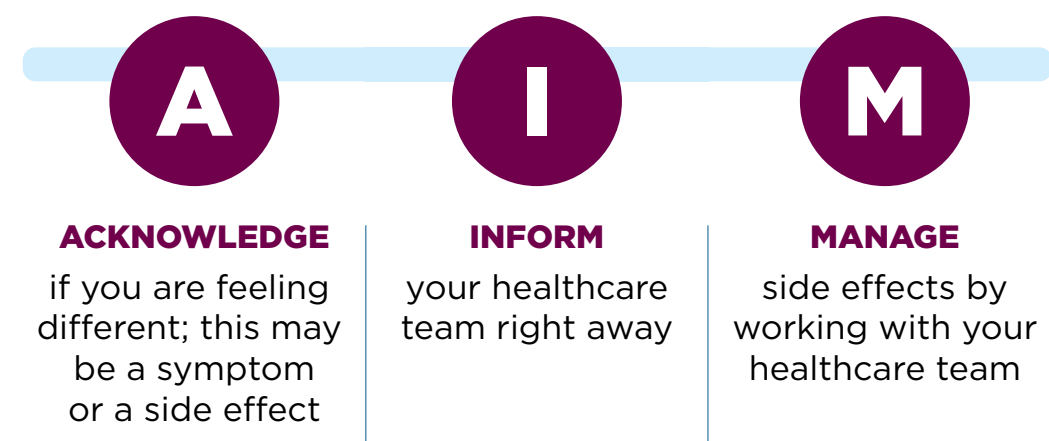 A
I
M
ACKNOWLEDGE
if you are feeling
different; this may
be a symptom
or a side effect
INFORM
your healthcare
team right away
MANAGE
side effects by
working with your
healthcare team